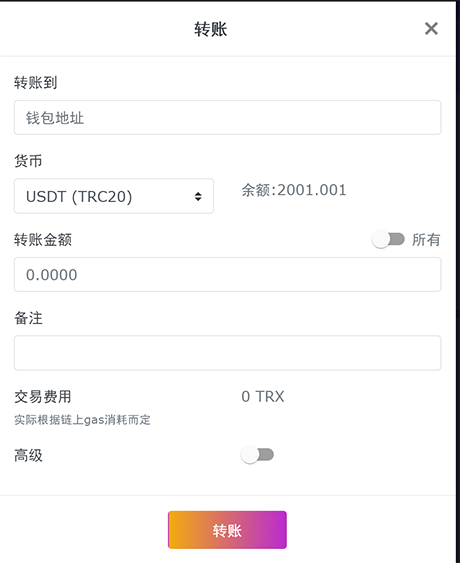 转账
转账到
钱包地址
货币
USDT (TRC20)
余额:2001.001
转账金额
所有
0.0000
备注
交易费用
0 TRX
实际根据链上gas消耗而定
高级
转账